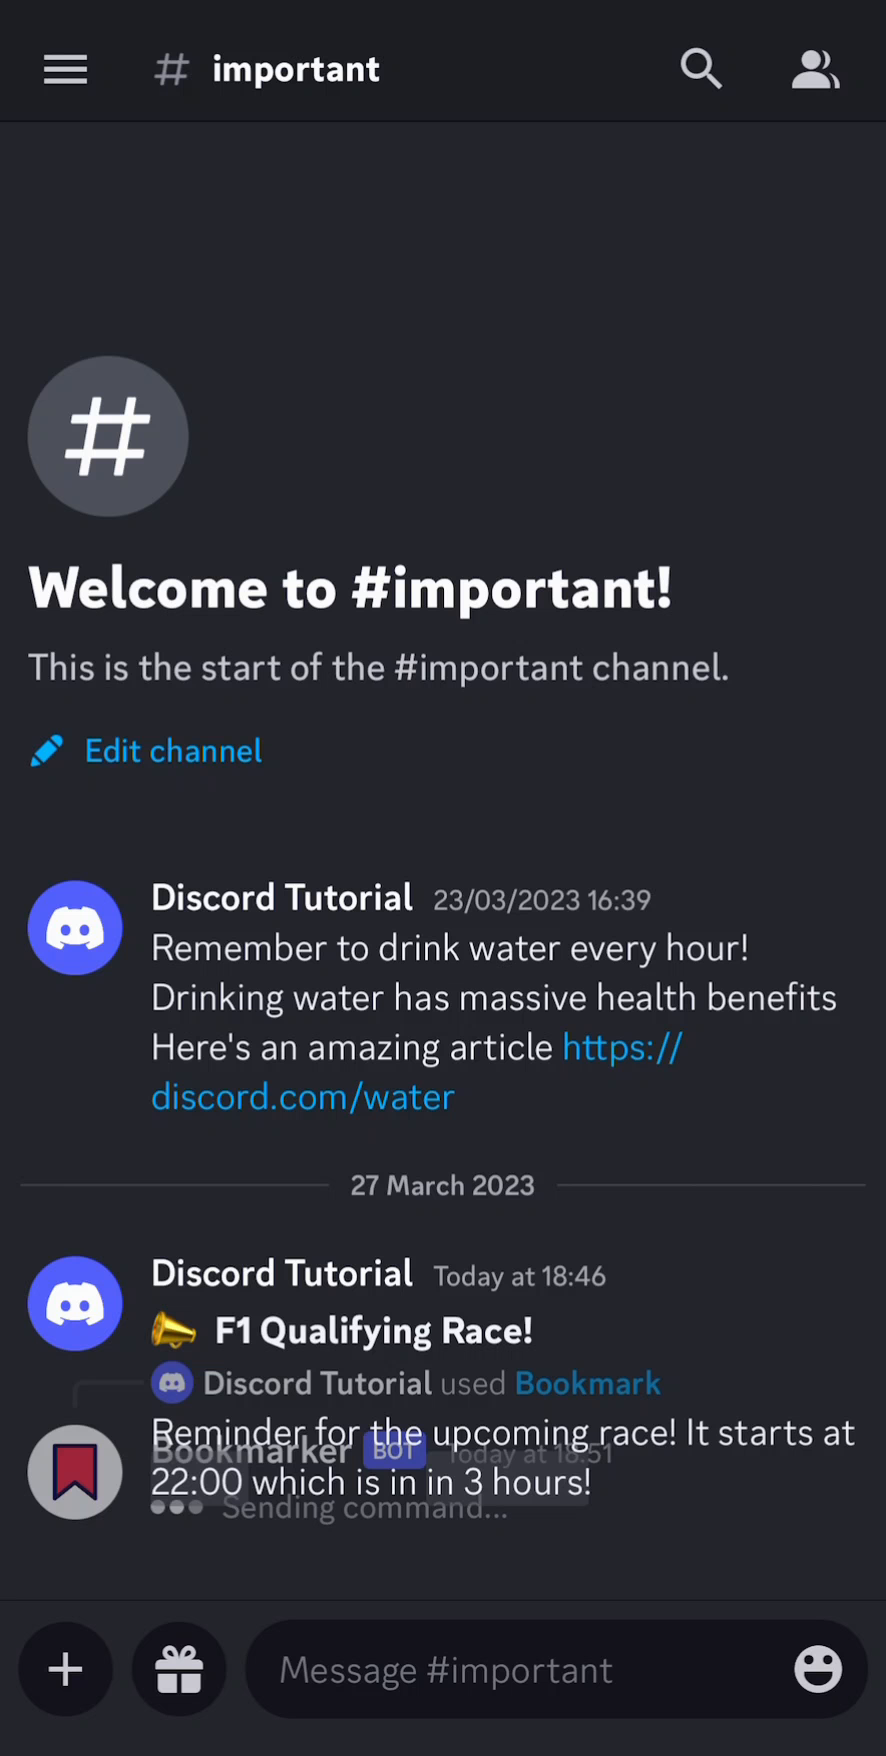 # important
Welcome to #important!
This is the start of the #important channel.
Edit channel
Discord Tutorial 23/03/2023 16:39
Remember to drink water every hour!
Drinking water has massive health benefits
Here's an amazing article https://
discord.com/water
27 March 2023
Discord Tutorial Today at 18:46
F1 Qualifying Race!
Discord Tutorial used Bookmark
Reminder for the upcoming race! It starts at
Bookmarker BOT Today at 18:51
22:00 which is in in 3 hours!
Sending command...
Message #important